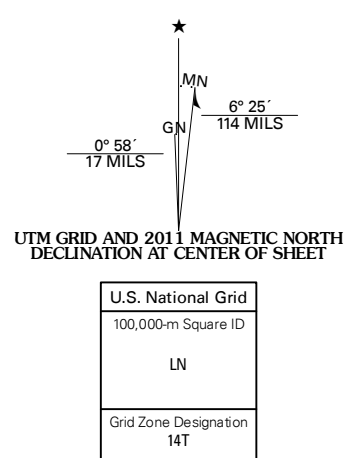 ★
MN
GN
6° 25´
114 MILS
0° 58´
17 MILS
UTM GRID AND 2011 MAGNETIC NORTH
DECLINATION AT CENTER OF SHEET
U.S. National Grid
100,000-m Square ID
LN
Grid Zone Designation
14T